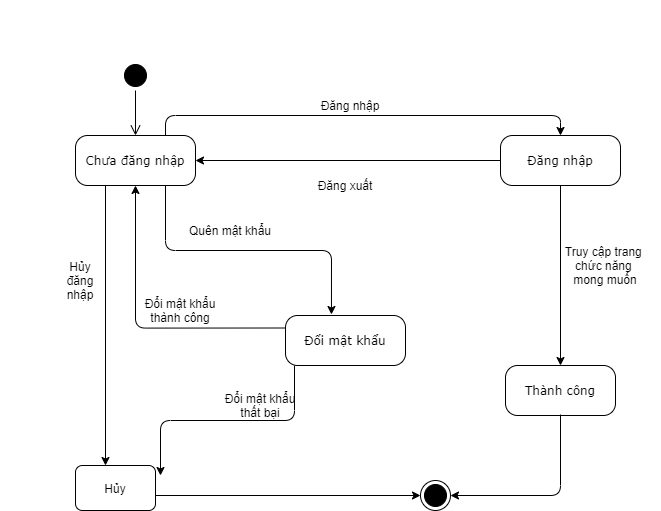 Đăng nhập
Chưa đăng nhập
Đăng nhập
Đăng xuất
Quên mật khẩu
Truy cập trang
chức năng
mong muốn
Hủy
đăng
nhập
Đổi mật khẩu
thành công
Đổi mật khẩu
Đổi mật khẩu
thất bại
Thành công
Hủy